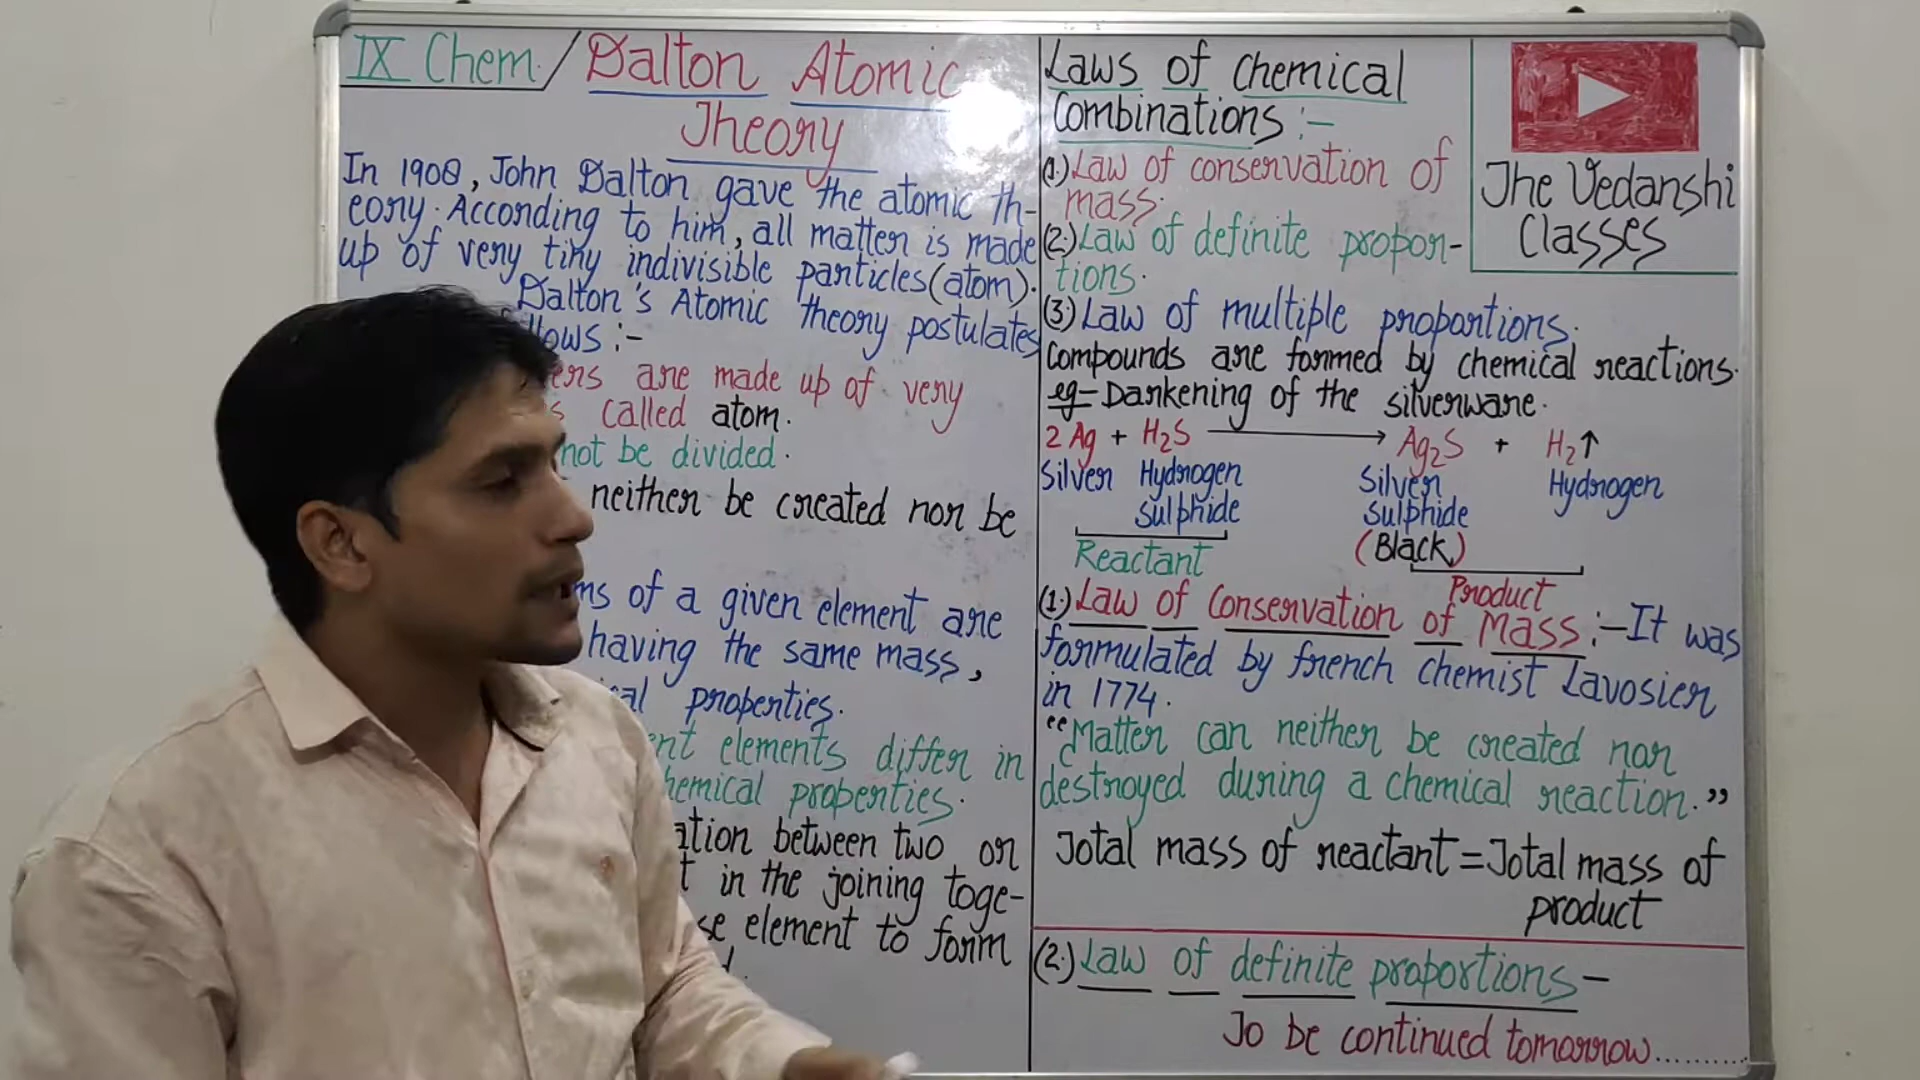 IX Chem. / Dalton Atomic
Theory
In 1908, John Dalton gave the atomic th-
eory. According to him, all matter is made
up of very tiny indivisible particles (atom).
Dalton's Atomic theory postulates
:-
are made up of very
called atom.
not be divided.
neither be created nor be
of a given element are
having the same mass,
properties.
elements differ in
properties.
between two or
in the joining toge-
element to form
Laws of chemical
Combinations :-
(1.) Law of conservation of
mass.
(2.) Law of definite propor-
tions.
(3.) Law of multiple proportions.
Compounds are formed by chemical reactions.
eg- Darkening of the silverware.
2 Ag + H₂S ⟶ Ag₂S + H₂↑
Silver Hydrogen Silver Hydrogen
Sulphide Sulphide
(Black)
Reactant
Product
(1.) Law of Conservation of Mass :- It was
formulated by french chemist Lavosier
in 1774.
"Matter can neither be created nor
destroyed during a chemical reaction."
Total mass of reactant = Total mass of
product
(2.) Law of definite proportions -
To be continued tomorrow..........
The Vedanshi
Classes